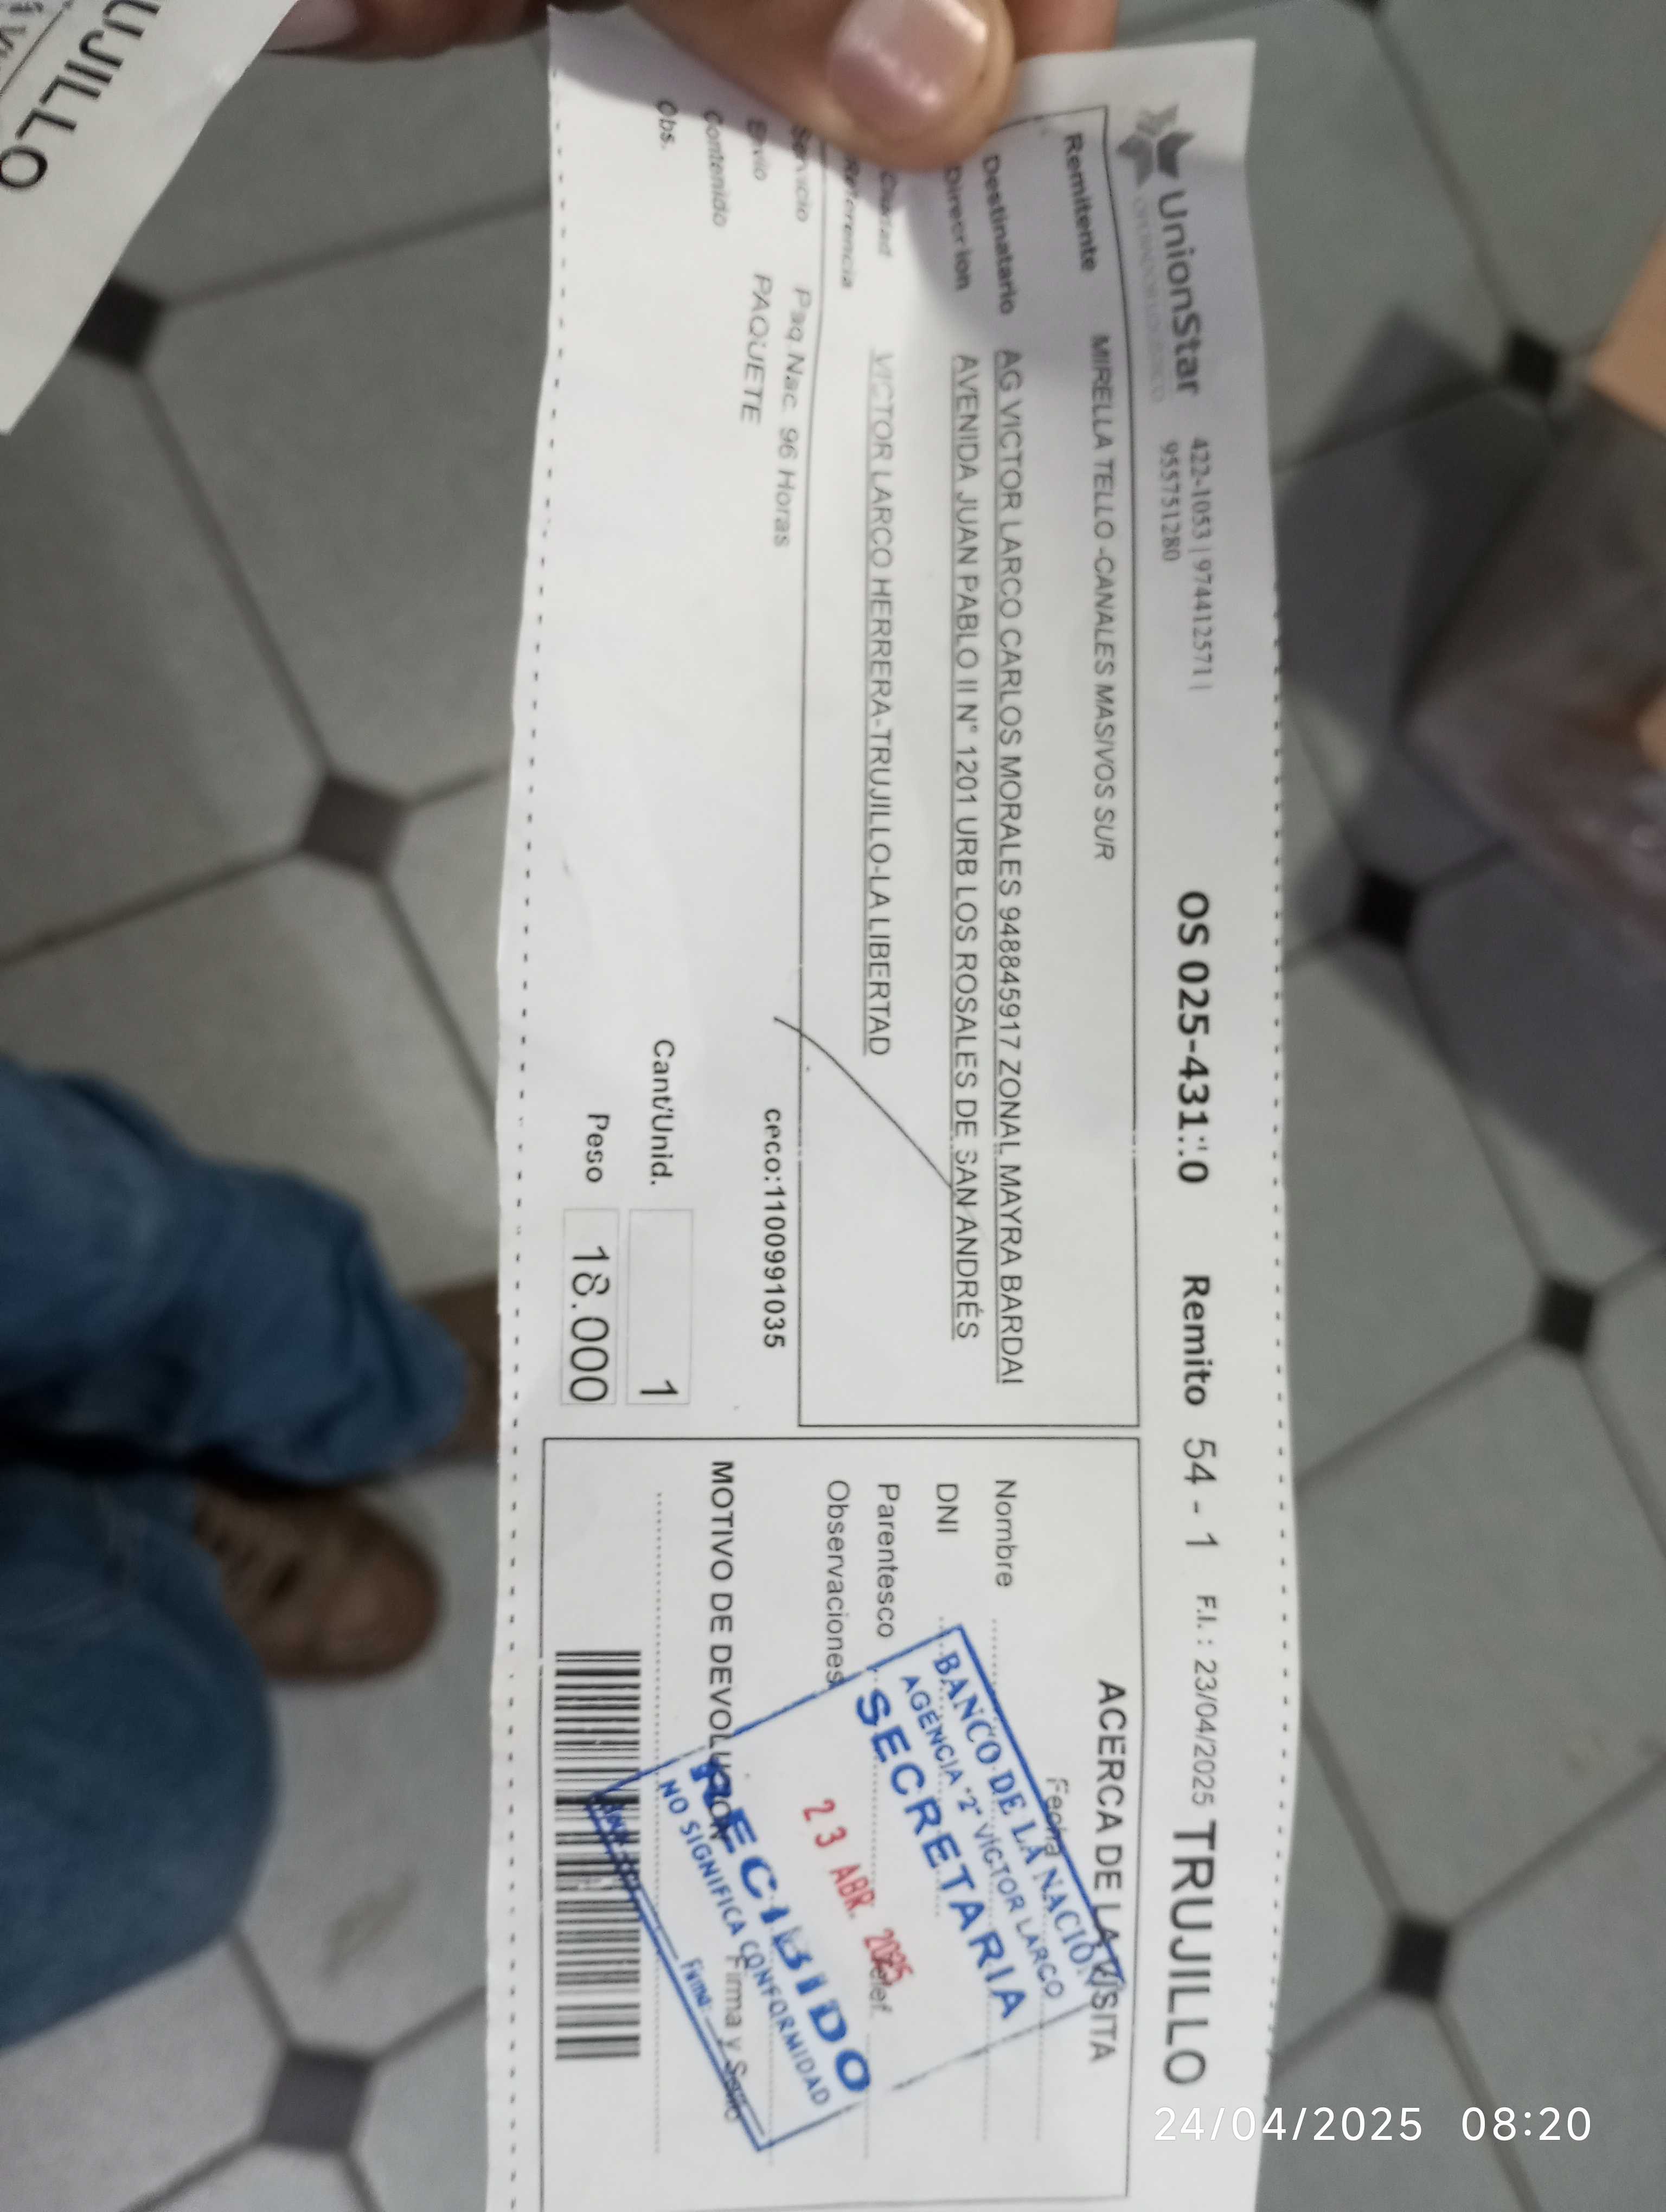 UJILLO
UnionStar
422-1053 | 974412571 |
955751280
OS 025-431
Remito 54 - 1 F.I. : 23/04/2025 TRUJILLO
Remitente MIRELLA TELLO -CANALES MASIVOS SUR
Destinatario AG VICTOR LARCO CARLOS MORALES 948845917 ZONAL MAYRA BARDAI
Direccion AVENIDA JUAN PABLO II N° 1201 URB LOS ROSALES DE SAN ANDRÉS
Ciudad VICTOR LARCO HERRERA-TRUJILLO-LA LIBERTAD
Referencia
Servicio Paq.Nac. 96 Horas
ceco:1100991035
Envio PAQUETE
Contenido
Obs.
Cant/Unid. 1
Peso 18.000
ACERCA DE LA VISITA
Fecha
Nombre
DNI
Parentesco
Telef.
Observaciones
MOTIVO DE DEVOLUCION
Firma y Sello
BANCO DE LA NACIÓN
AGENCIA "2" VÍCTOR LARCO
SECRETARIA
23 ABR. 2025
RECIBIDO
NO SIGNIFICA CONFORMIDAD
Firma:
24/04/2025 08:20